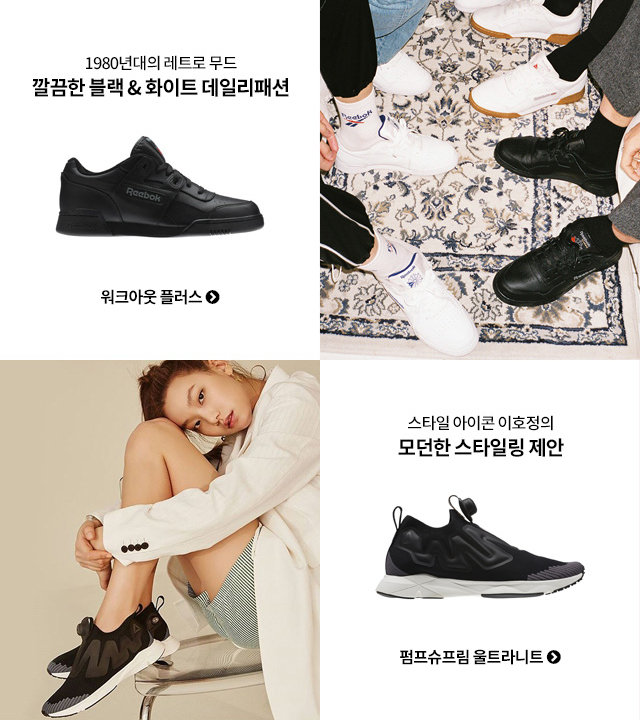 1980년대의 레트로 무드
깔끔한 블랙 & 화이트 데일리패션
Reebok
워크아웃 플러스
Reebok
스타일 아이콘 이호정의
모던한 스타일링 제안
펌프슈프림 울트라니트